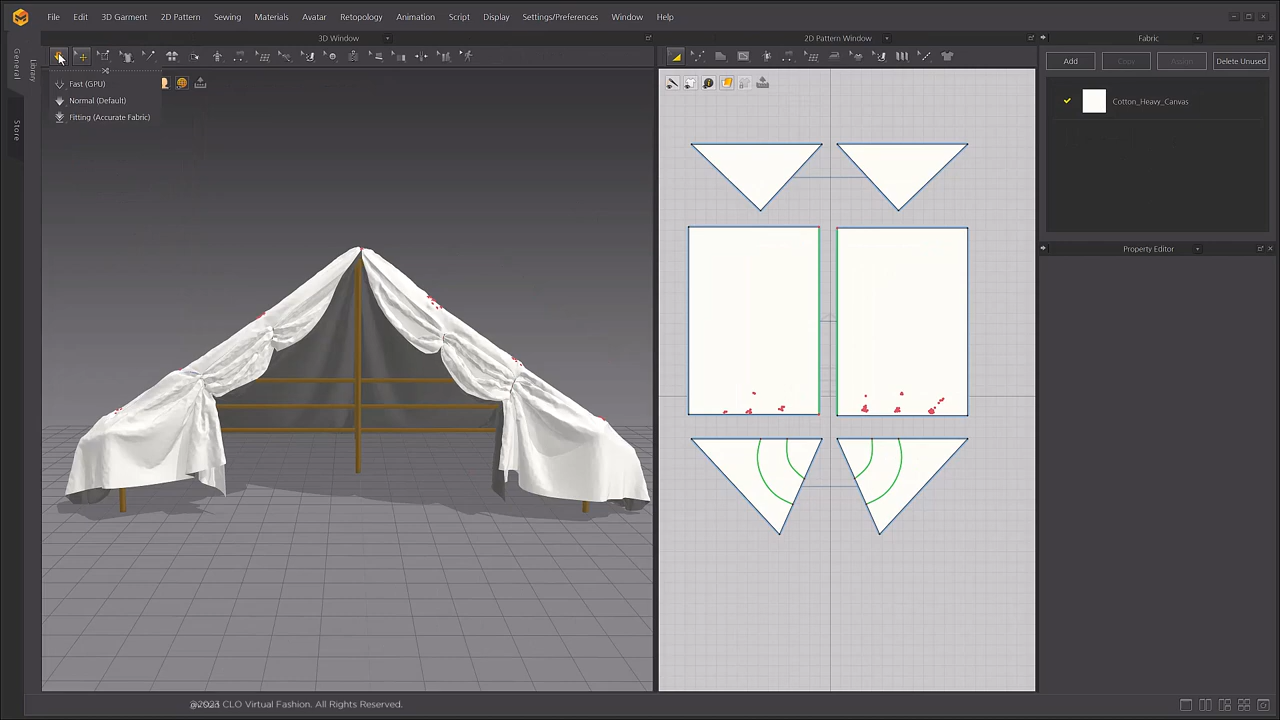 File Edit 3D Garment 2D Pattern Sewing Materials Avatar Retopology Animation Script Display Settings/Preferences Window Help
3D Window
2D Pattern Window
Fabric
General
Library
Store
Fast (GPU)
Normal (Default)
Fitting (Accurate Fabric)
Add Copy Assign Delete Unused
Cotton_Heavy_Canvas
Property Editor
CLO Virtual Fashion. All Rights Reserved.